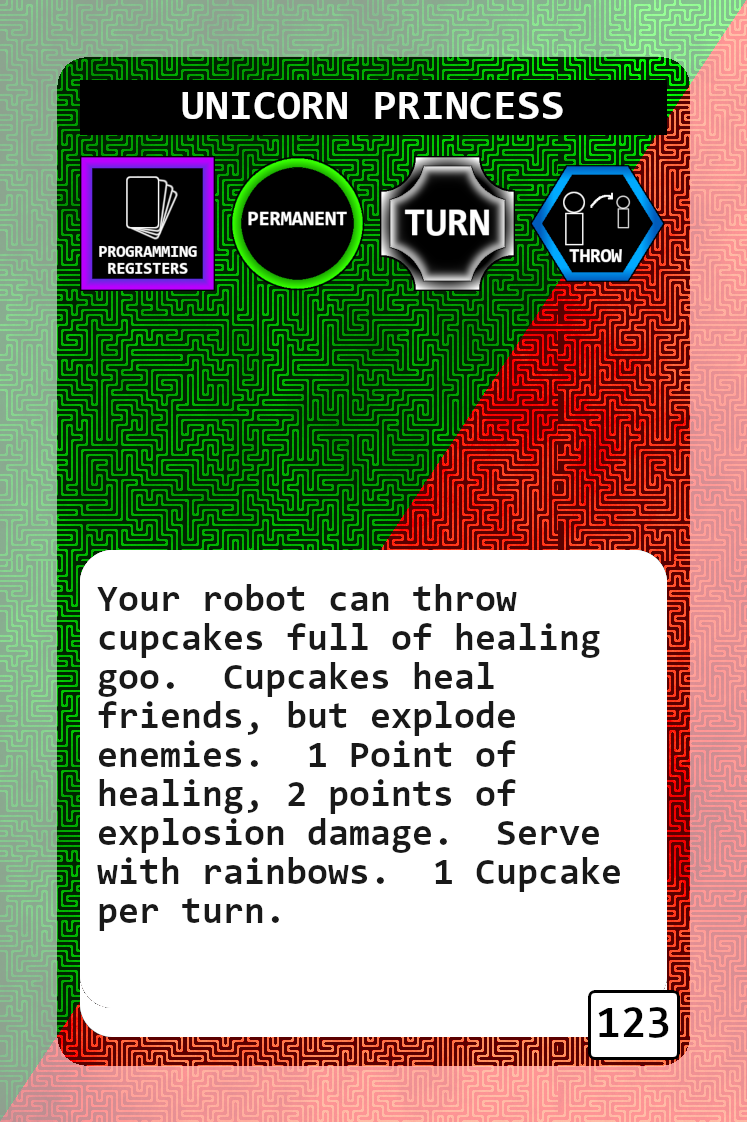 UNICORN PRINCESS
PROGRAMMING
REGISTERS
PERMANENT
TURN
THROW
Your robot can throw
cupcakes full of healing
goo.  Cupcakes heal
friends, but explode
enemies.  1 Point of
healing, 2 points of
explosion damage.  Serve
with rainbows.  1 Cupcake
per turn.
123